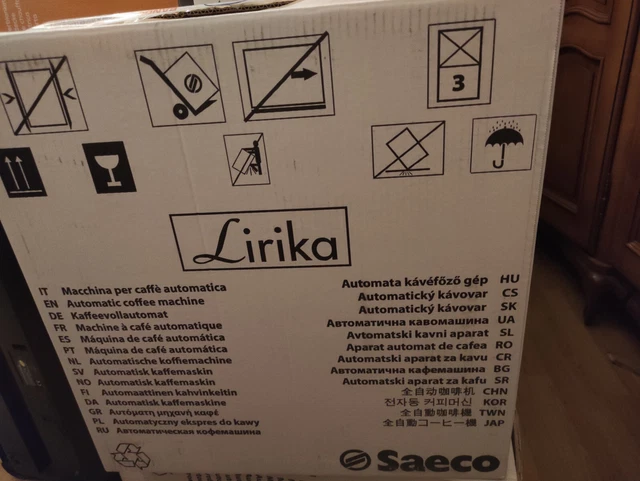 3
Lirika
IT Macchina per caffè automatica
EN Automatic coffee machine
DE Kaffeevollautomat
FR Machine à café automatique
ES Máquina de café automática
PT Máquina de café automática
NL Automatische koffiemachine
SV Automatisk kaffemaskin
NO Automatisk kaffemaskin
FI Automaattinen kahvinkeitin
DA Automatisk kaffemaskine
GR Αυτόματη μηχανή καφέ
PL Automatyczny ekspres do kawy
RU Автоматическая кофемашина
Automata kávéfőző gép HU
Automatický kávovar CS
Automatický kávovar SK
Автоматична кавомашина UA
Avtomatski kavni aparat SL
Aparat automat de cafea RO
Automatski aparat za kavu CR
Автоматична кафемашина BG
Automatski aparat za kafu SR
全自动咖啡机 CHN
전자동 커피머신 KOR
全自動咖啡機 TWN
全自動コーヒー機 JAP
Saeco